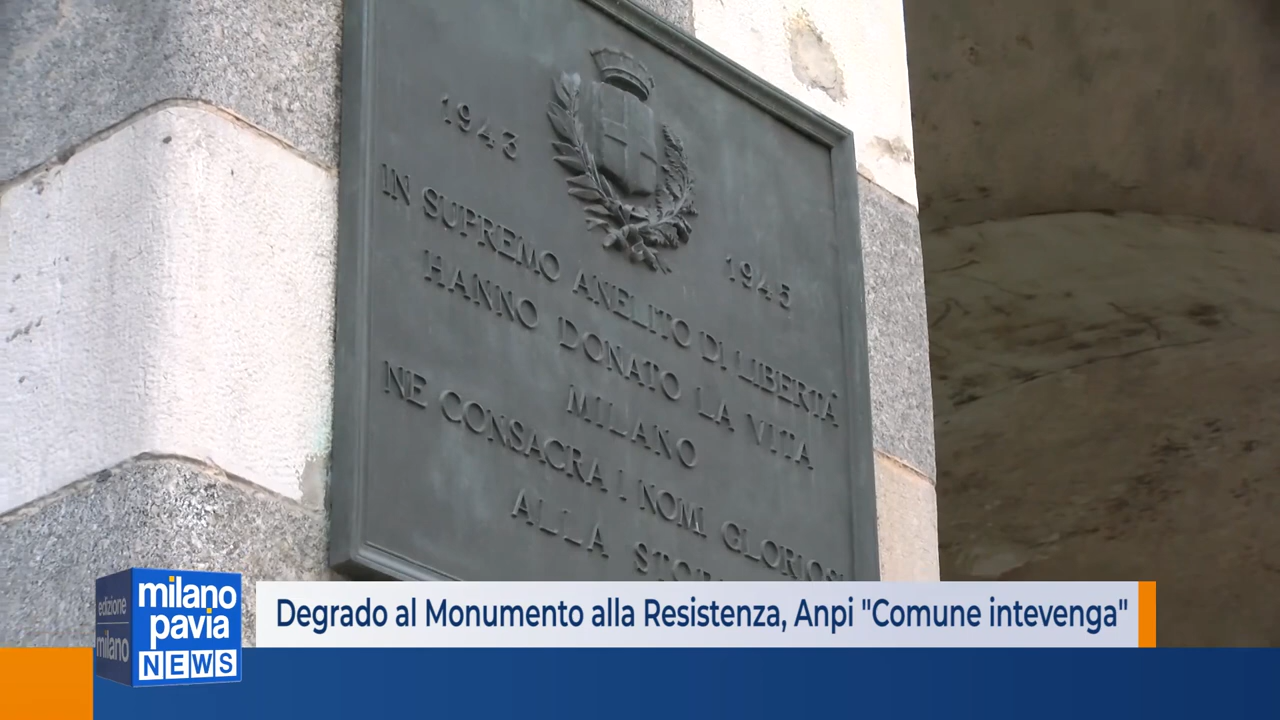 1943
1945
IN SUPREMO ANELITO DI LIBERTÀ
HANNO DONATO LA VITA
MILANO
NE CONSACRA I NOMI GLORIOSI
ALLA
edizione
milano
milano
pavia
NEWS
Degrado al Monumento alla Resistenza, Anpi "Comune intevenga"